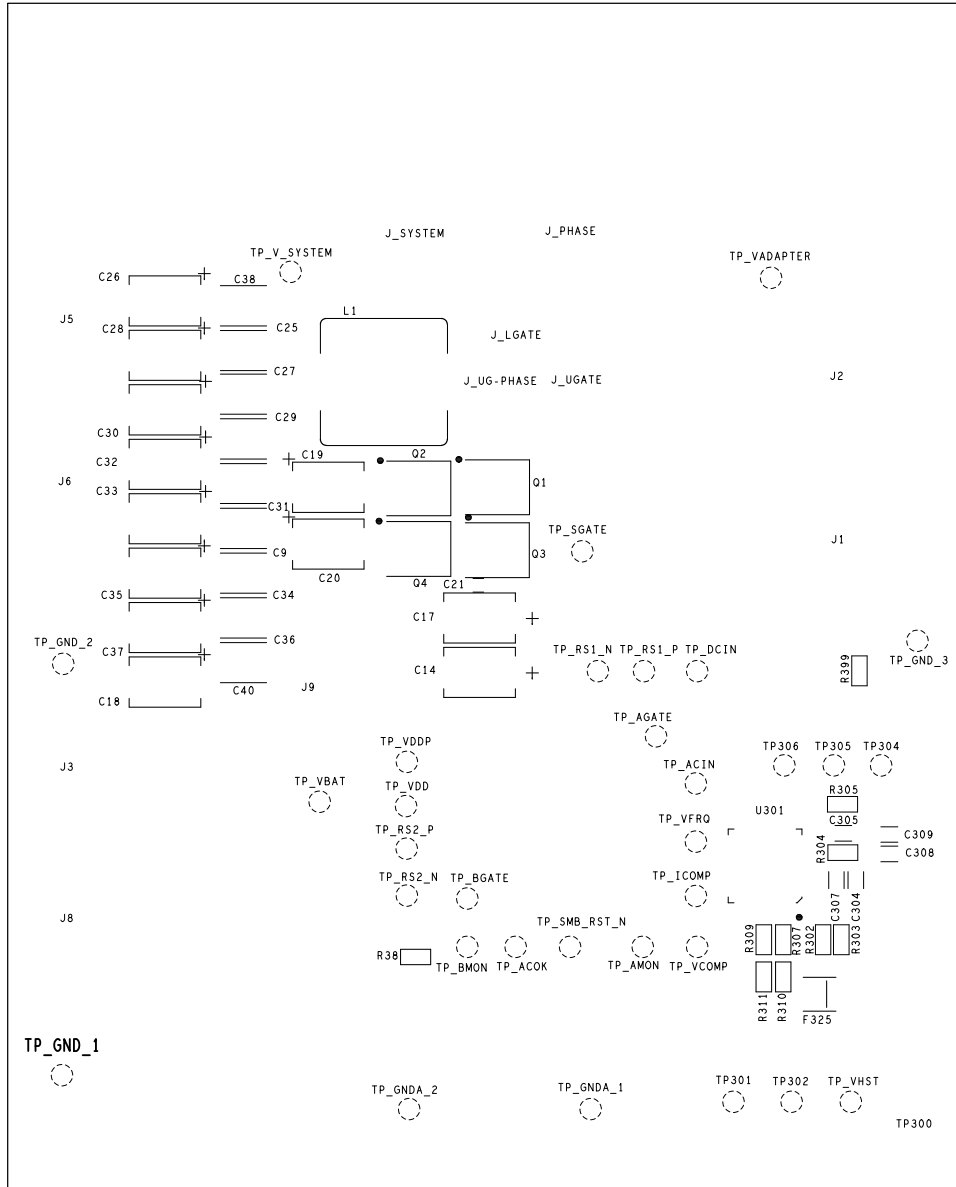 J_SYSTEM J_PHASE
TP_V_SYSTEM TP_VADAPTER
C26 C38
L1
J5 C28 C25
J_LGATE
C27 J_UG-PHASE J_UGATE J2
C29
C30
C32 C19 Q2
J6 C33 Q1
C31
TP_SGATE J1
C9 C20 Q4 C21 Q3
C35 C34
C17
TP_GND_2 C37 C36
TP_RS1_N TP_RS1_P TP_DCIN
C14 R399 TP_GND_3
C18 C40 J9
TP_AGATE
TP_VDDP TP306 TP305 TP304
J3 TP_ACIN
TP_VBAT TP_VDD R305
U301 C305
TP_RS2_P TP_VFRQ
R304 C309
C308
TP_RS2_N TP_BGATE TP_ICOMP
C307 C304
J8 TP_SMB_RST_N
R309 R307 R302 R303
R38 TP_BMON TP_ACOK TP_AMON TP_VCOMP
R311 R310 F325
TP_GND_1
TP_GNDA_2 TP_GNDA_1 TP301 TP302 TP_VHST
TP300